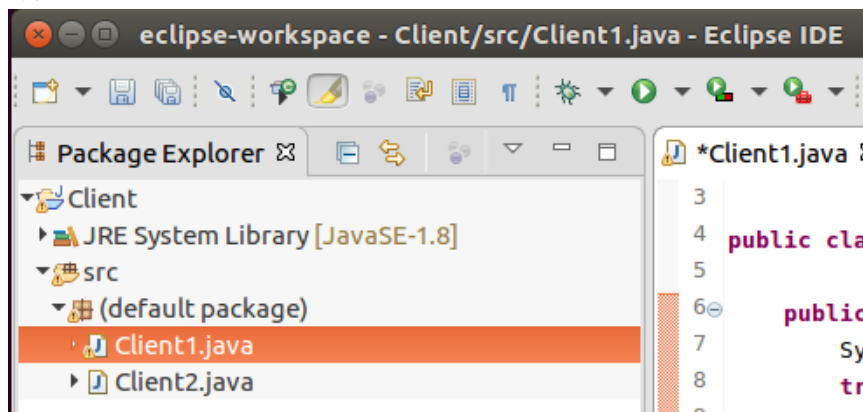 eclipse-workspace - Client/src/Client1.java - Eclipse IDE
Package Explorer
Client
JRE System Library [JavaSE-1.8]
src
(default package)
Client1.java
Client2.java
*Client1.java
3
4 public cla
5
6 public
7 Sy
8 tr